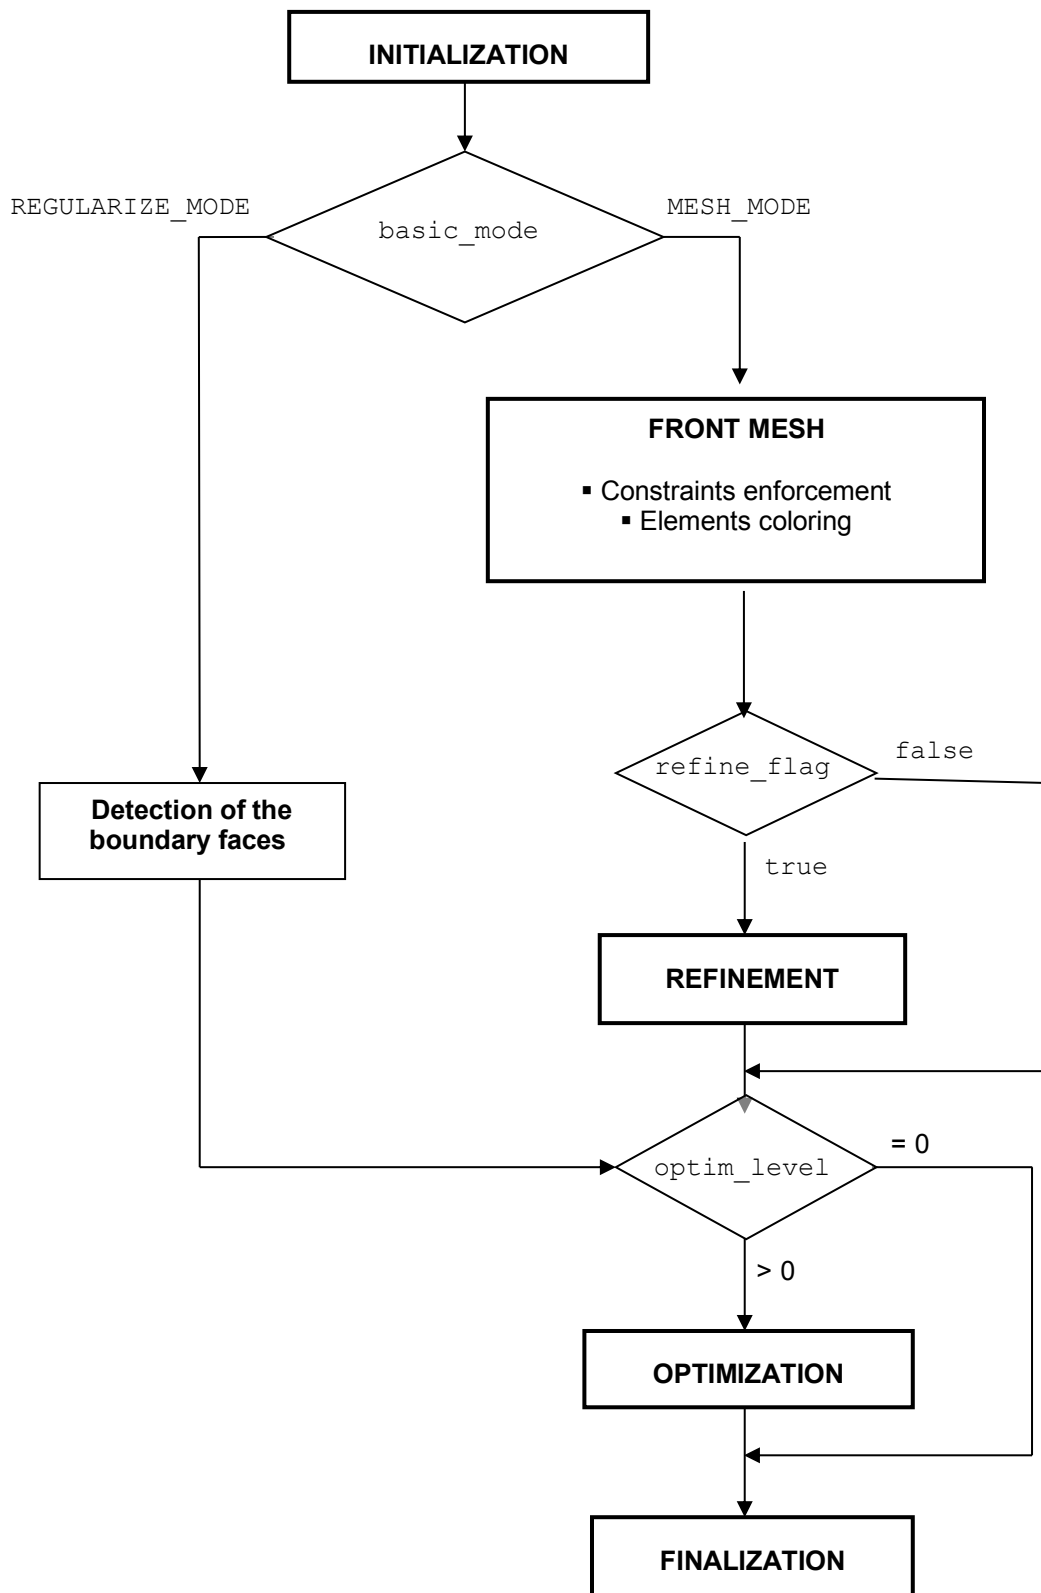 INITIALIZATION
REGULARIZE_MODE
MESH_MODE
basic_mode
FRONT MESH
▪ Constraints enforcement
▪ Elements coloring
false
refine_flag
Detection of the
boundary faces
true
REFINEMENT
= 0
optim_level
> 0
OPTIMIZATION
FINALIZATION